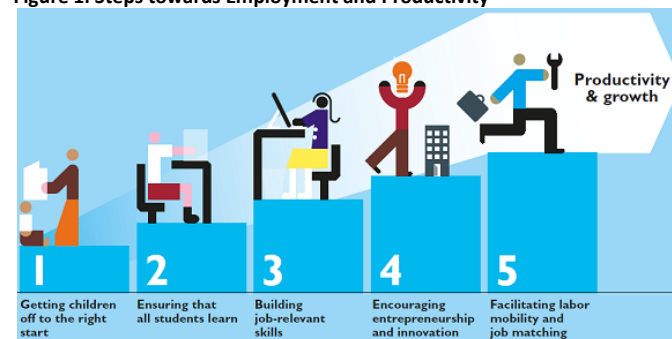 Figure 1. Steps towards Employment and Productivity
Productivity
& growth
1
2
3
4
5
Getting children
off to the right
start
Ensuring that
all students learn
Building
job-relevant
skills
Encouraging
entrepreneurship
and innovation
Facilitating labor
mobility and
job matching